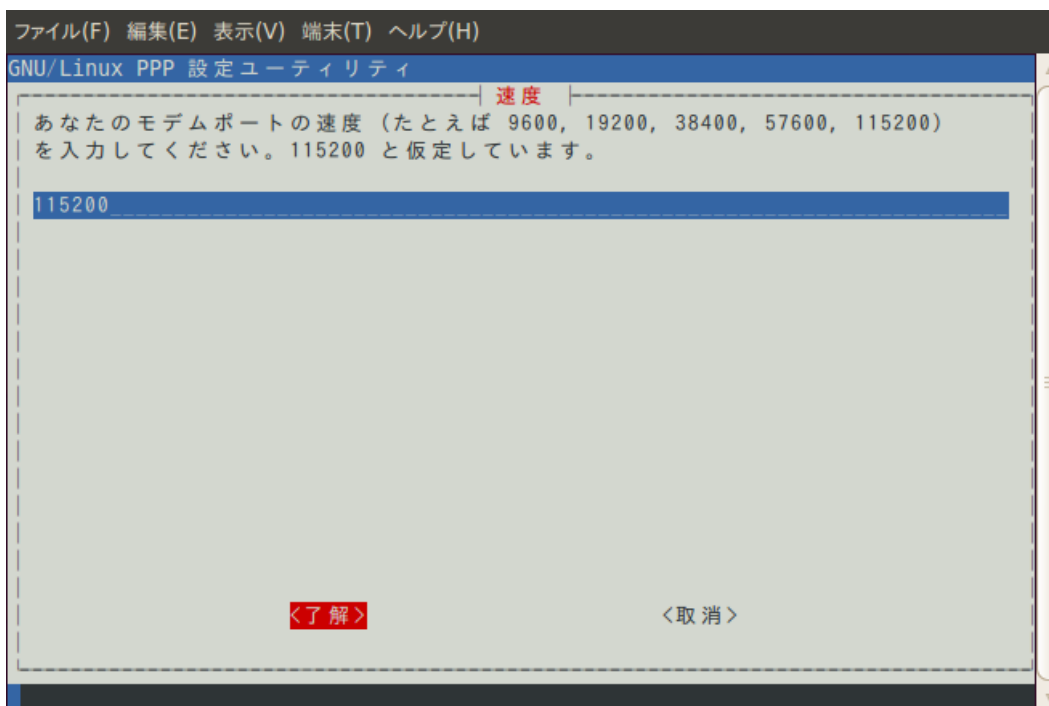 ファイル(F) 編集(E) 表示(V) 端末(T) ヘルプ(H)
GNU/Linux PPP 設定ユーティリティ
速度
あなたのモデムポートの速度 (たとえば 9600, 19200, 38400, 57600, 115200)
を入力してください。115200 と仮定しています。
115200
<了解> <取消>